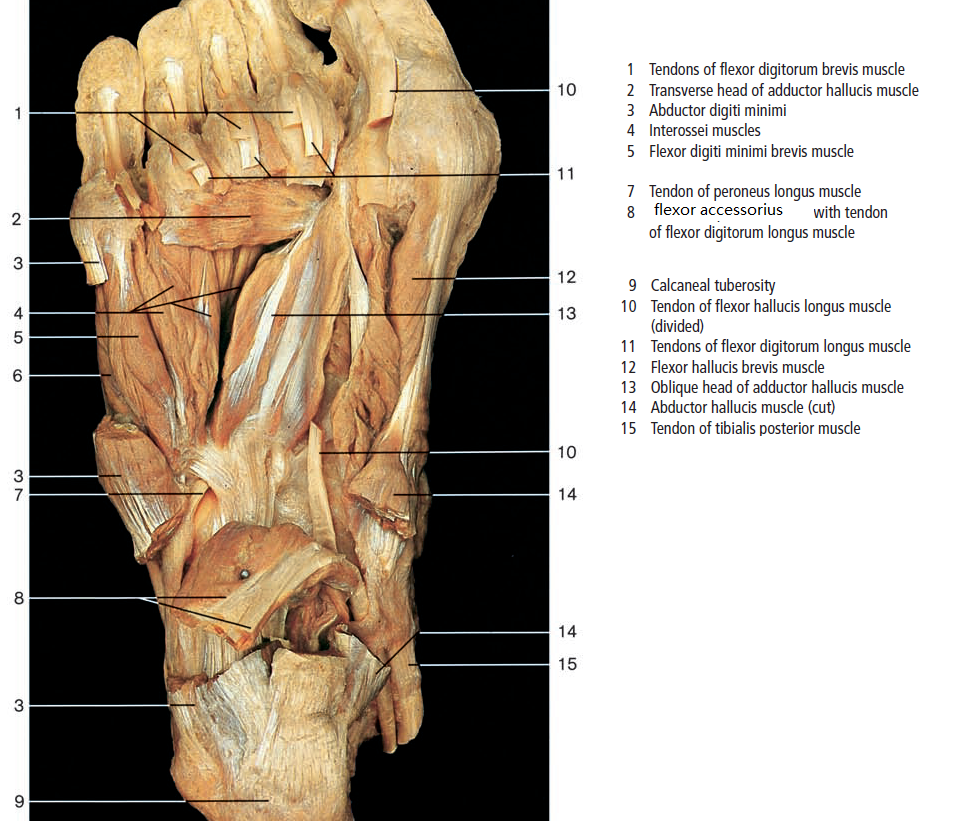 1
2
3
4
5
6
3
7
8
3
9
10
11
12
13
10
14
14
15
1 Tendons of flexor digitorum brevis muscle
2 Transverse head of adductor hallucis muscle
3 Abductor digiti minimi
4 Interossei muscles
5 Flexor digiti minimi brevis muscle
7 Tendon of peroneus longus muscle
8 flexor accessorius with tendon
of flexor digitorum longus muscle
9 Calcaneal tuberosity
10 Tendon of flexor hallucis longus muscle
(divided)
11 Tendons of flexor digitorum longus muscle
12 Flexor hallucis brevis muscle
13 Oblique head of adductor hallucis muscle
14 Abductor hallucis muscle (cut)
15 Tendon of tibialis posterior muscle